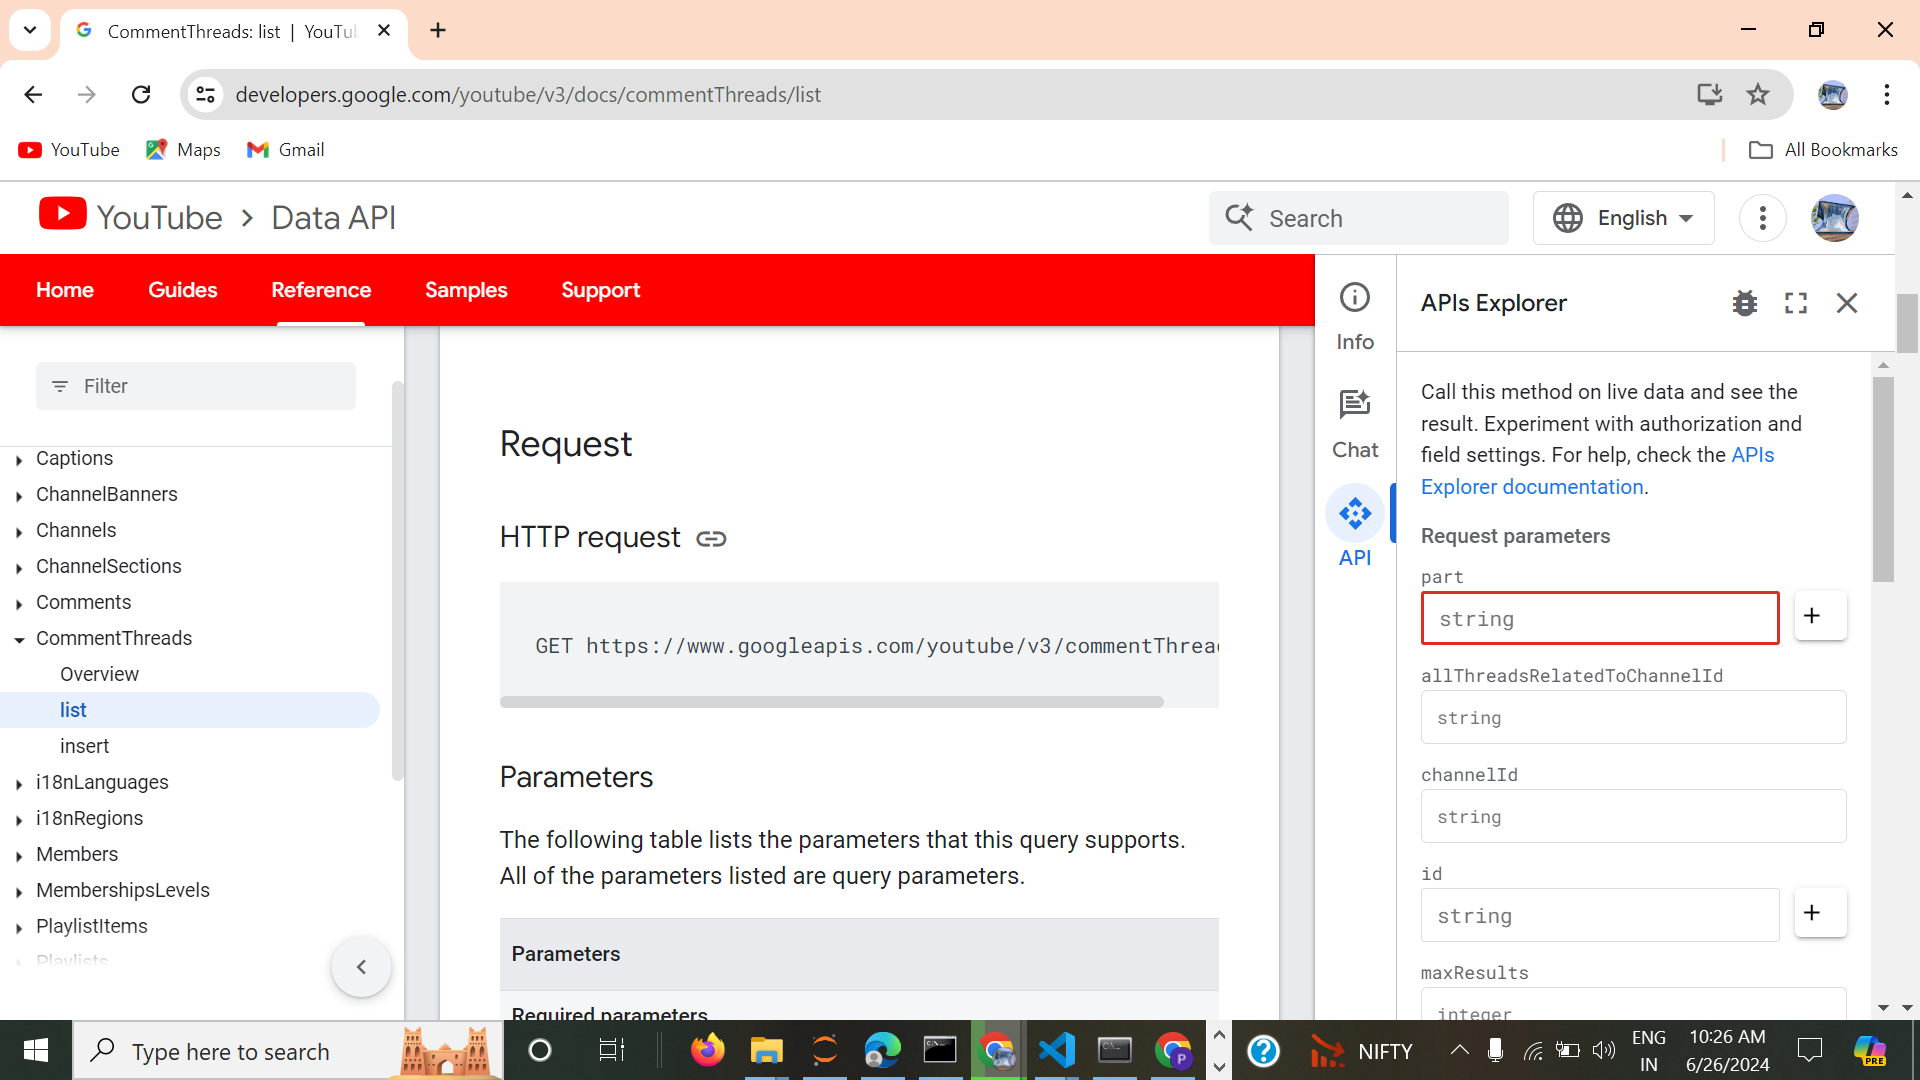 CommentThreads: list | YouTub
developers.google.com/youtube/v3/docs/commentThreads/list
YouTube
Maps
Gmail
All Bookmarks
YouTube
Data API
Search
English
Home
Guides
Reference
Samples
Support
Filter
Captions
ChannelBanners
Channels
ChannelSections
Comments
CommentThreads
Overview
list
insert
i18nLanguages
i18nRegions
Members
MembershipsLevels
PlaylistItems
Playlists
Request
HTTP request
GET https://www.googleapis.com/youtube/v3/commentThread
Parameters
The following table lists the parameters that this query supports.
All of the parameters listed are query parameters.
Parameters
Required parameters
Info
Chat
API
APIs Explorer
Call this method on live data and see the
result. Experiment with authorization and
field settings. For help, check the APIs
Explorer documentation.
Request parameters
part
string
allThreadsRelatedToChannelId
string
channelId
string
id
string
maxResults
integer
Type here to search
NIFTY
ENG
IN
10:26 AM
6/26/2024
PRE